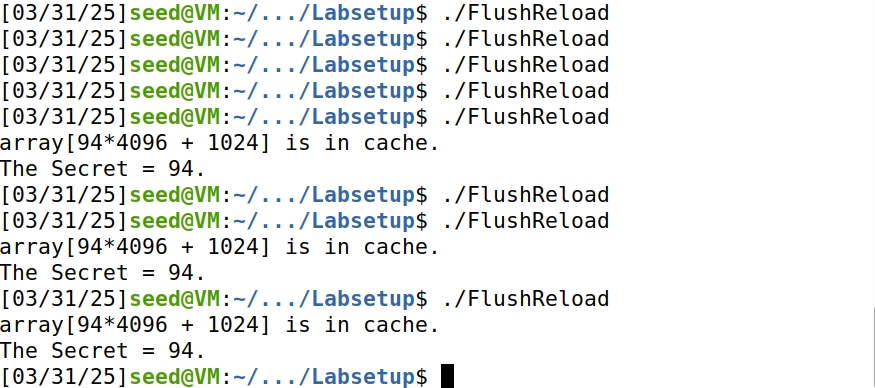 [03/31/25]seed@VM:~/.../Labsetup$ ./FlushReload
[03/31/25]seed@VM:~/.../Labsetup$ ./FlushReload
[03/31/25]seed@VM:~/.../Labsetup$ ./FlushReload
[03/31/25]seed@VM:~/.../Labsetup$ ./FlushReload
[03/31/25]seed@VM:~/.../Labsetup$ ./FlushReload
array[94*4096 + 1024] is in cache.
The Secret = 94.
[03/31/25]seed@VM:~/.../Labsetup$ ./FlushReload
[03/31/25]seed@VM:~/.../Labsetup$ ./FlushReload
array[94*4096 + 1024] is in cache.
The Secret = 94.
[03/31/25]seed@VM:~/.../Labsetup$ ./FlushReload
array[94*4096 + 1024] is in cache.
The Secret = 94.
[03/31/25]seed@VM:~/.../Labsetup$